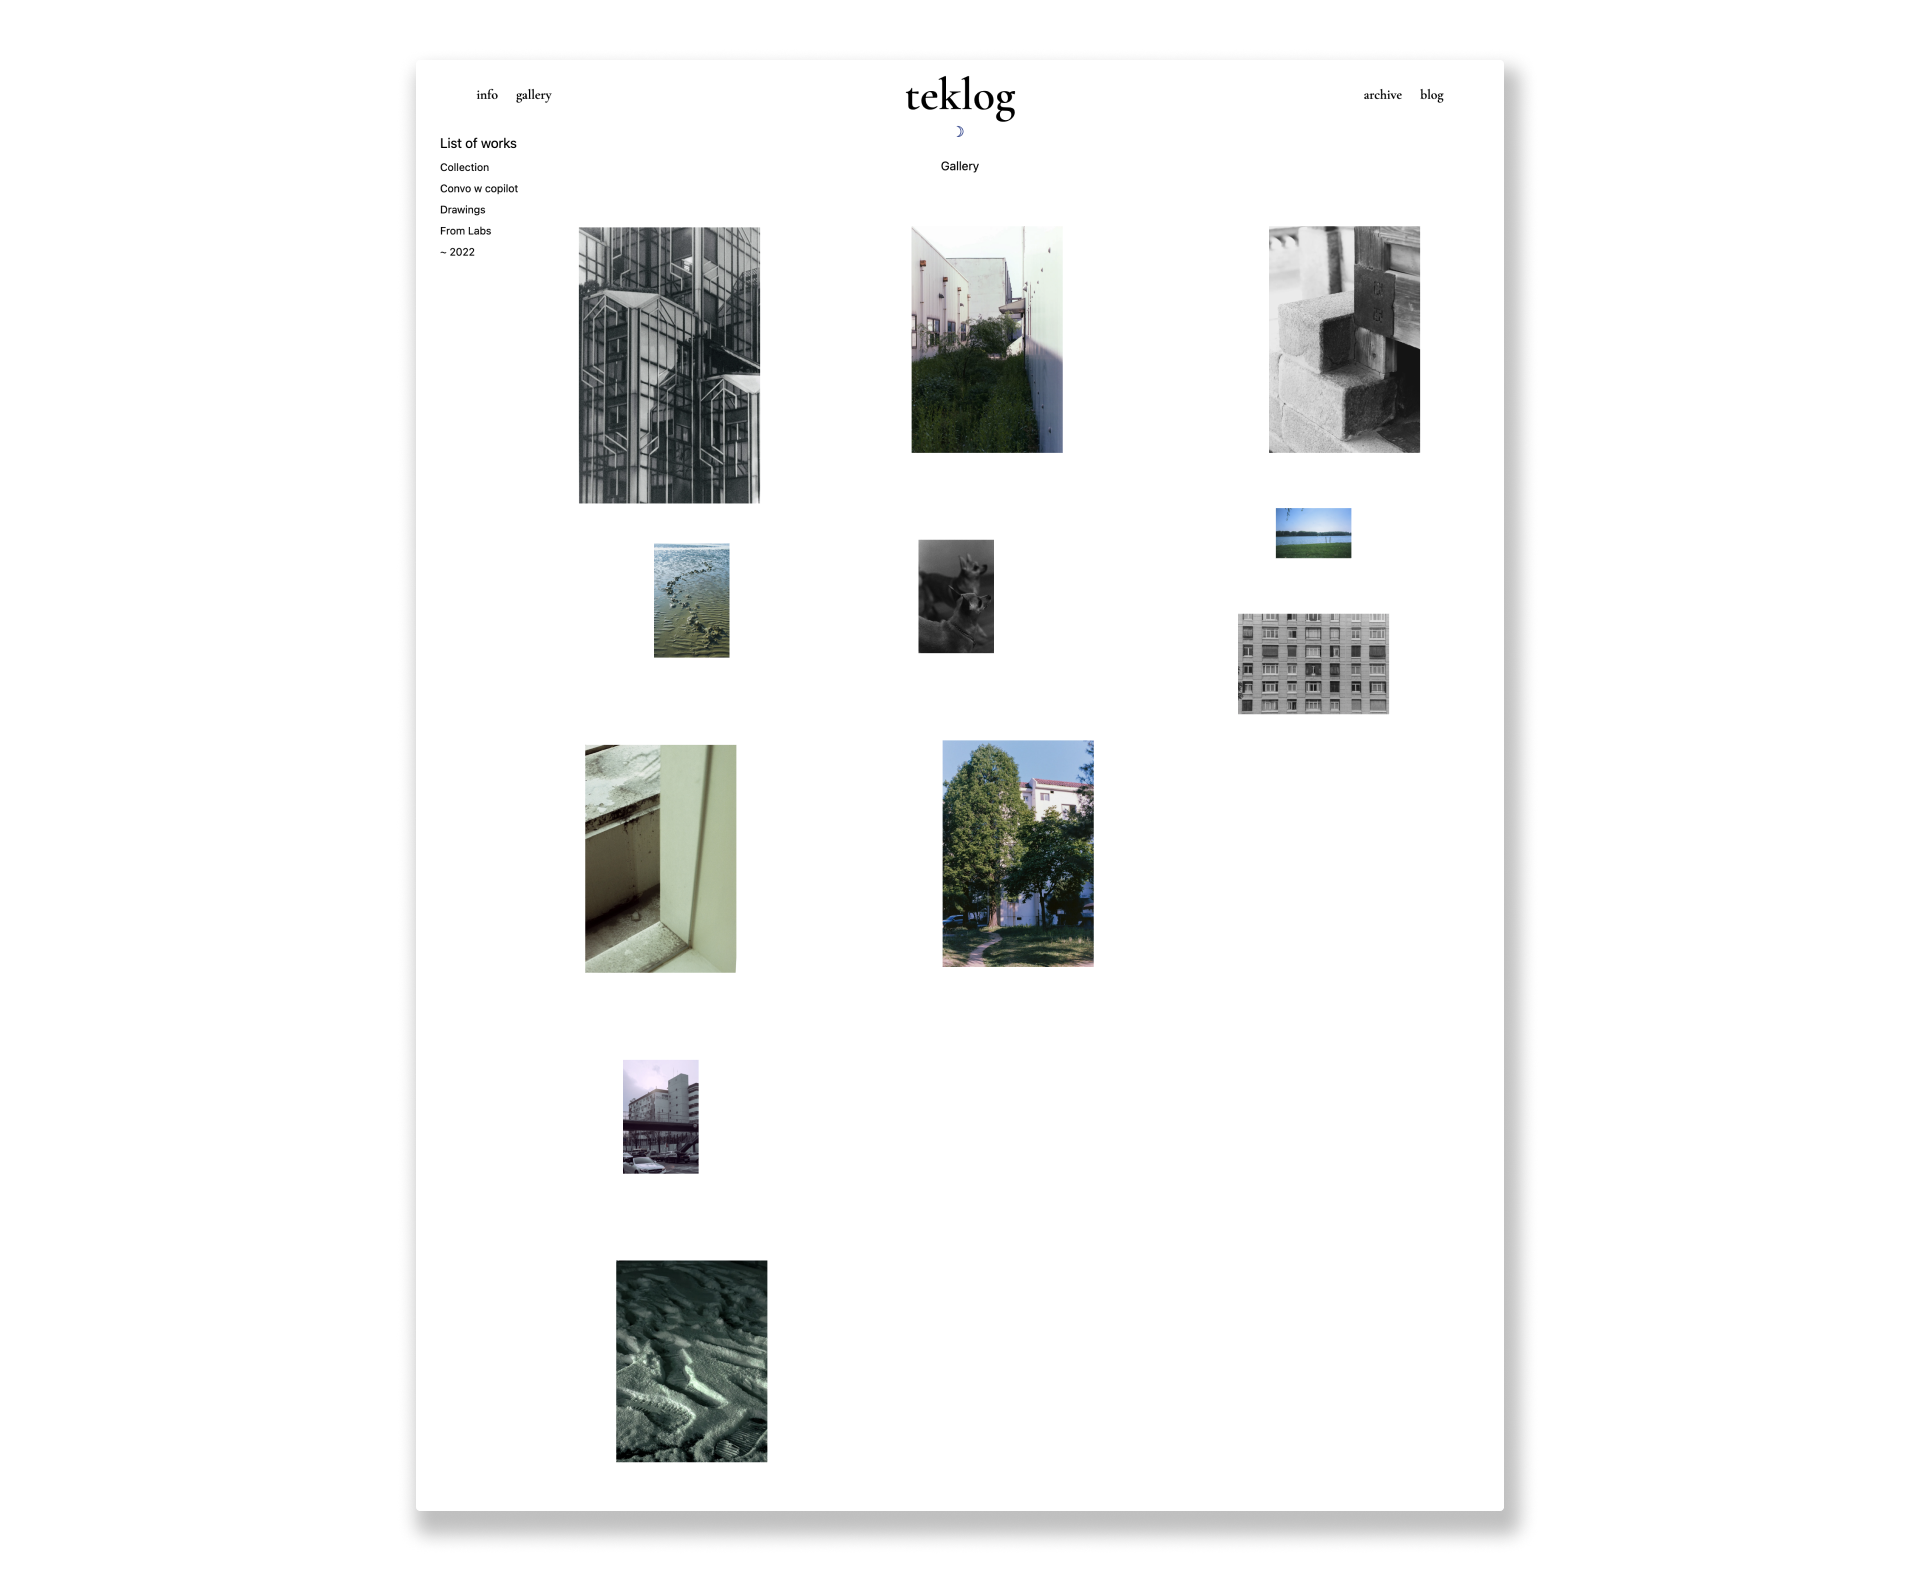 info gallery
teklog
archive blog
☽
List of works
Gallery
Collection
Convo w copilot
Drawings
From Labs
~ 2022